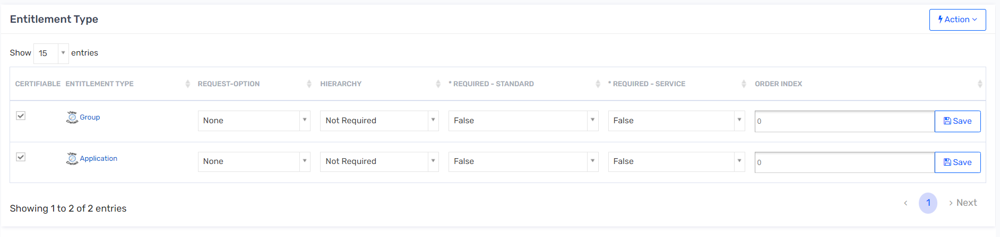 Entitlement Type
Action
Show 15 entries
CERTIFIABLE ENTITLEMENT TYPE REQUEST-OPTION HIERARCHY * REQUIRED - STANDARD * REQUIRED - SERVICE ORDER INDEX
View Detail Group None Not Required False False 0 Save
View Detail Application None Not Required False False 0 Save
Showing 1 to 2 of 2 entries
‹ 1 › Next